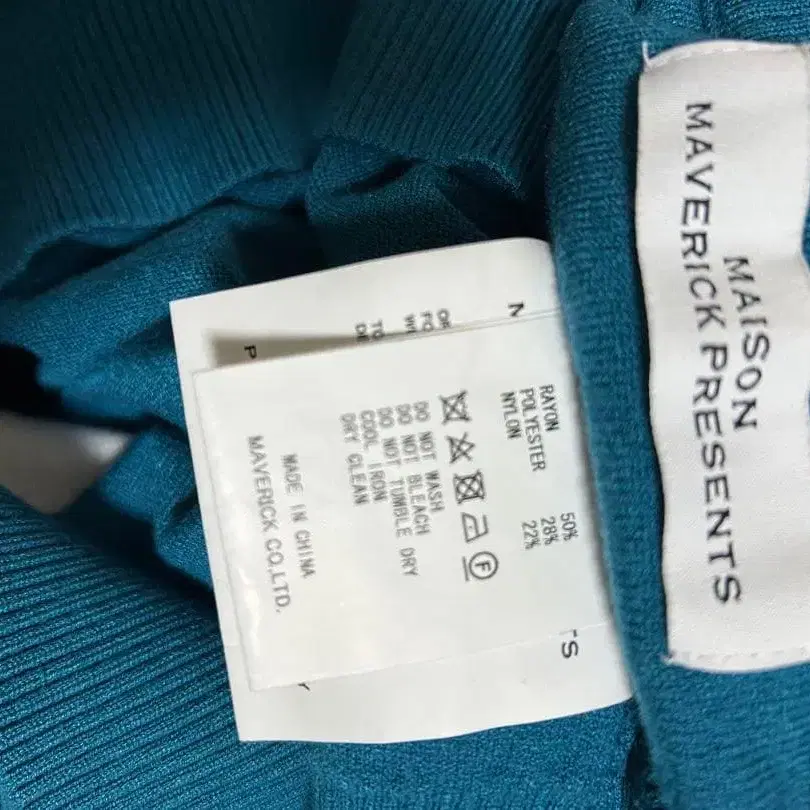 MAISON
MAVERICK PRESENTS
RAYON 50%
POLYESTER 28%
NYLON 22%
F
DO NOT WASH
DO NOT BLEACH
DO NOT TUMBLE DRY
COOL IRON
DRY CLEAN
MADE IN CHINA
MAVERICK CO.,LTD.